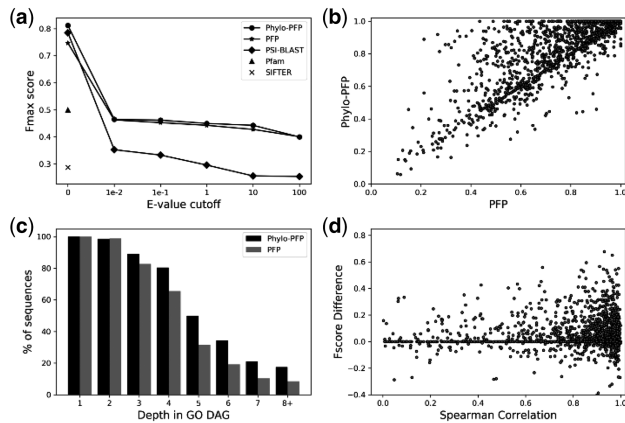 (a)
0.8
0.7
0.6
0.5
0.4
0.3
Fmax score
0
1e-2
1e-1
1
10
100
E-value cutoff
Phylo-PFP
PFP
PSI-BLAST
Pfam
SIFTER
(b)
1.0
0.8
0.6
0.4
0.2
0.0
Phylo-PFP
0.0
0.2
0.4
0.6
0.8
1.0
PFP
(c)
100
80
60
40
20
0
% of sequences
1
2
3
4
5
6
7
8+
Depth in GO DAG
Phylo-PFP
PFP
(d)
0.8
0.6
0.4
0.2
0.0
−0.2
−0.4
Fscore Difference
0.0
0.2
0.4
0.6
0.8
1.0
Spearman Correlation